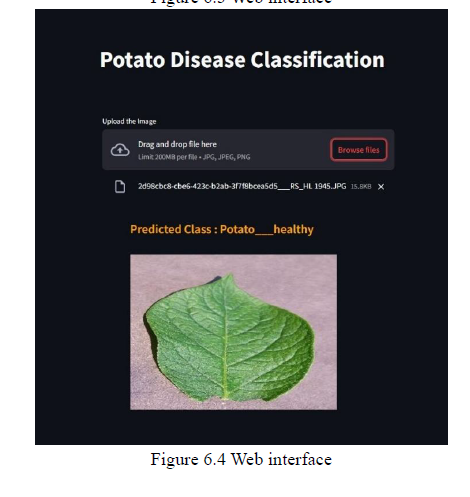 Figure 6.3 Web interface
Potato Disease Classification
Upload the Image
Drag and drop file here
Limit 200MB per file • JPG, JPEG, PNG
Browse files
2d98cbc8-cbe6-423c-b2ab-3f7f8bcea5d5___RS_HL 1945.JPG 15.8KB ×
Predicted Class : Potato___healthy
Figure 6.4 Web interface